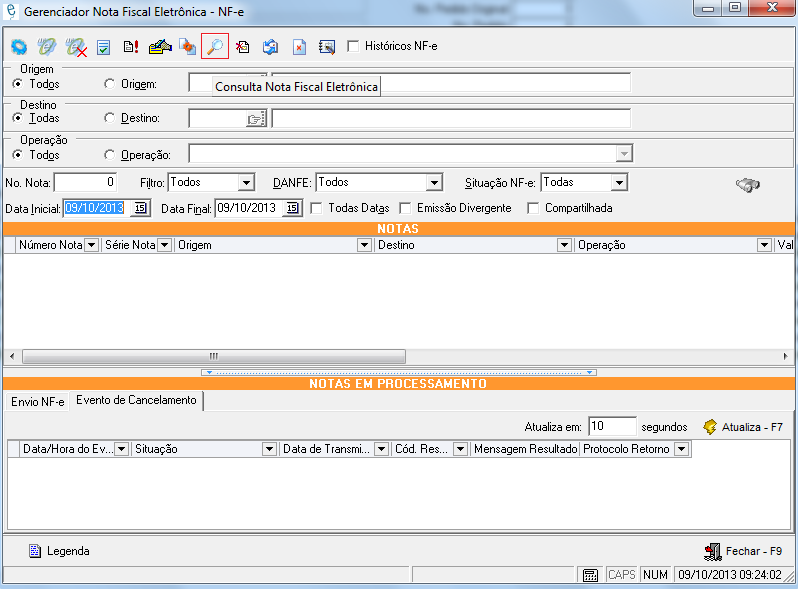 Gerenciador Nota Fiscal Eletrônica - NF-e
Históricos NF-e
Origem
Todos Origem:
Consulta Nota Fiscal Eletrônica
Destino
Todas Destino:
Operação
Todos Operação:
No. Nota: 0 Filtro: Todos DANFE: Todos Situação NF-e: Todas
Data Inicial: 09/10/2013 15 Data Final: 09/10/2013 15 Todas Datas Emissão Divergente Compartilhada
NOTAS
Número Nota Série Nota Origem Destino Operação Val
NOTAS EM PROCESSAMENTO
Envio NF-e Evento de Cancelamento
Atualiza em: 10 segundos Atualiza - F7
Data/Hora do Ev... Situação Data de Transmi... Cód. Res... Mensagem Resultado Protocolo Retorno
Legenda Fechar - F9
CAPS NUM 09/10/2013 09:24:02